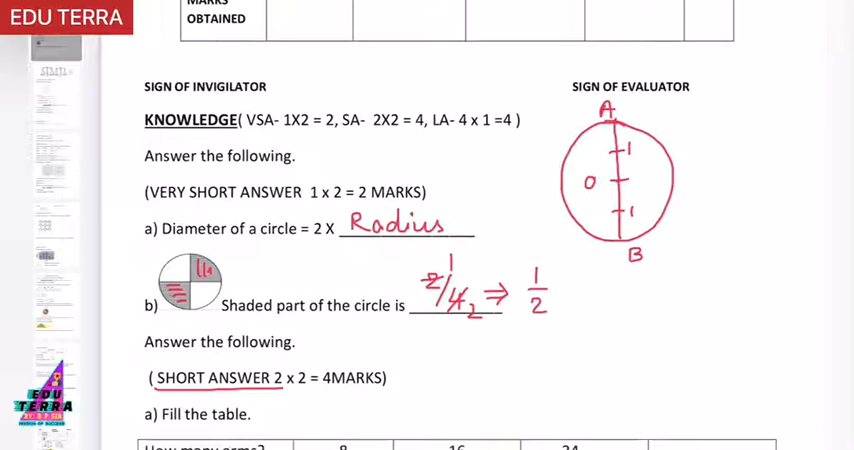 EDU TERRA
MARKS
OBTAINED
SIGN OF INVIGILATOR
SIGN OF EVALUATOR
KNOWLEDGE( VSA- 1X2 = 2, SA- 2X2 = 4, LA- 4 x 1 =4 )
A
Answer the following.
1
(VERY SHORT ANSWER 1 x 2 = 2 MARKS)
O
a) Diameter of a circle = 2 X Radius
1
B
b) Shaded part of the circle is 2/4 1 2 ⇒ 1/2
Answer the following.
( SHORT ANSWER 2 x 2 = 4MARKS)
EDU
TERRA
a) Fill the table.
How many arms? 8 16 24